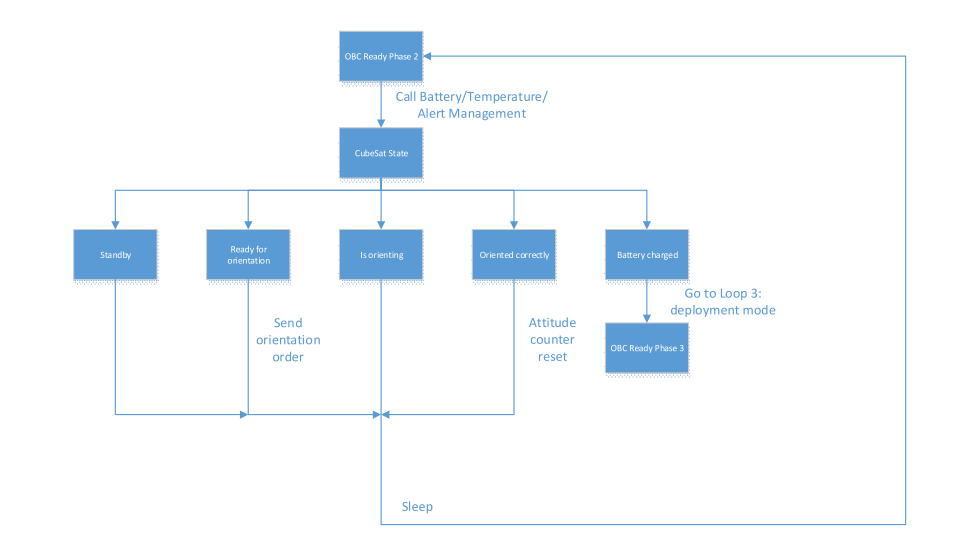 OBC Ready Phase 2
Call Battery/Temperature/
Alert Management
CubeSat State
Standby
Ready for
orientation
Is orienting
Oriented correctly
Battery charged
Go to Loop 3:
deployment mode
Send
orientation
order
Attitude
counter
reset
OBC Ready Phase 3
Sleep